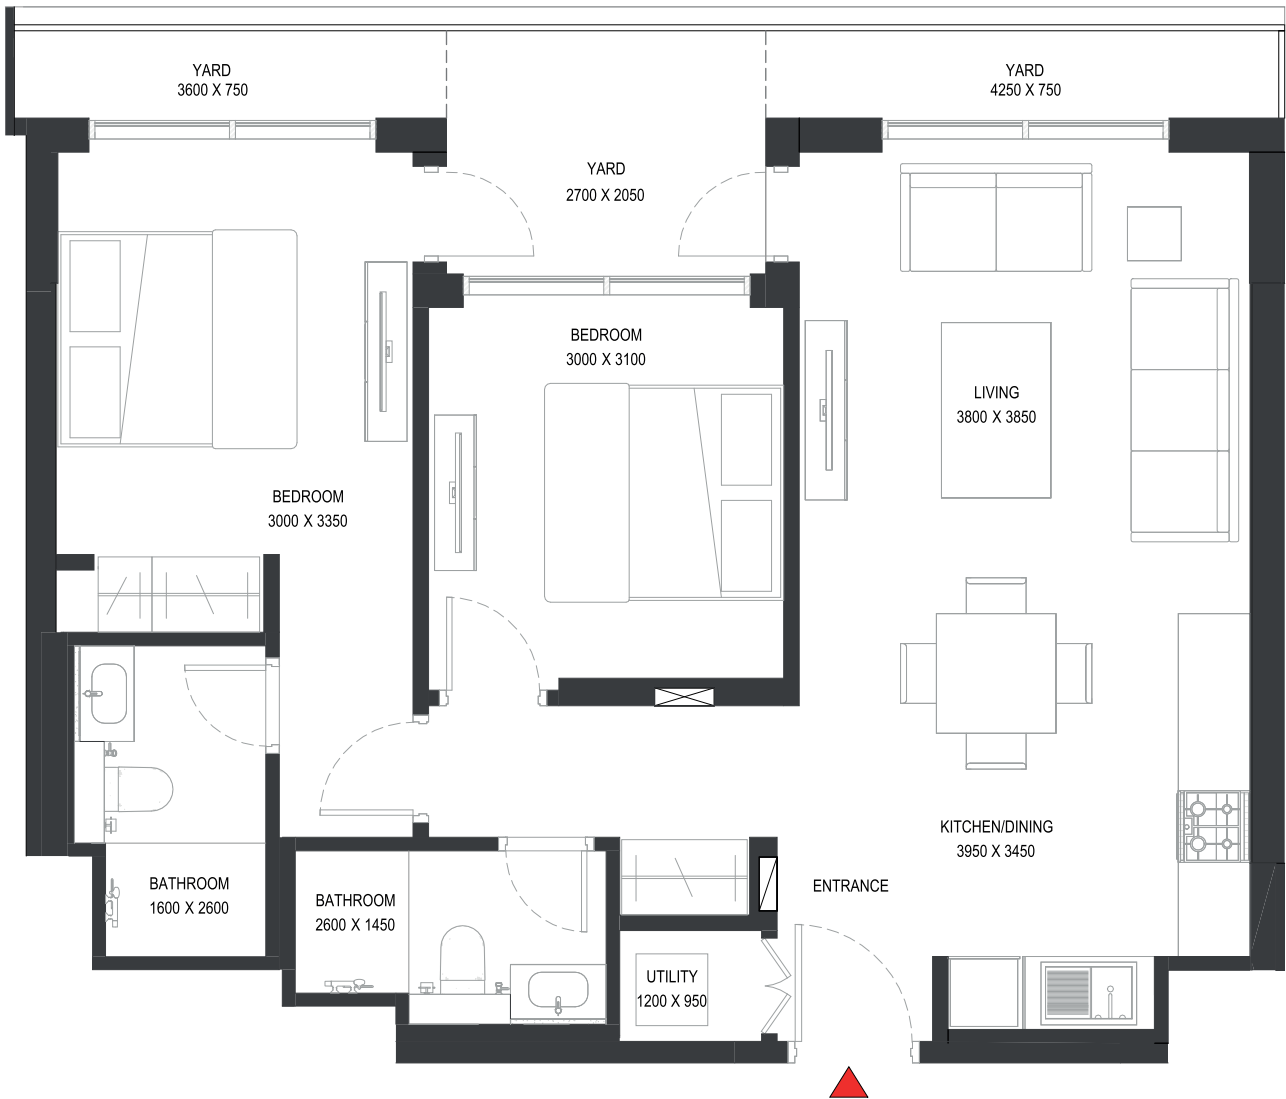 YARD
3600 X 750
YARD
4250 X 750
YARD
2700 X 2050
BEDROOM
3000 X 3100
LIVING
3800 X 3850
BEDROOM
3000 X 3350
KITCHEN/DINING
3950 X 3450
BATHROOM
1600 X 2600
BATHROOM
2600 X 1450
ENTRANCE
UTILITY
1200 X 950